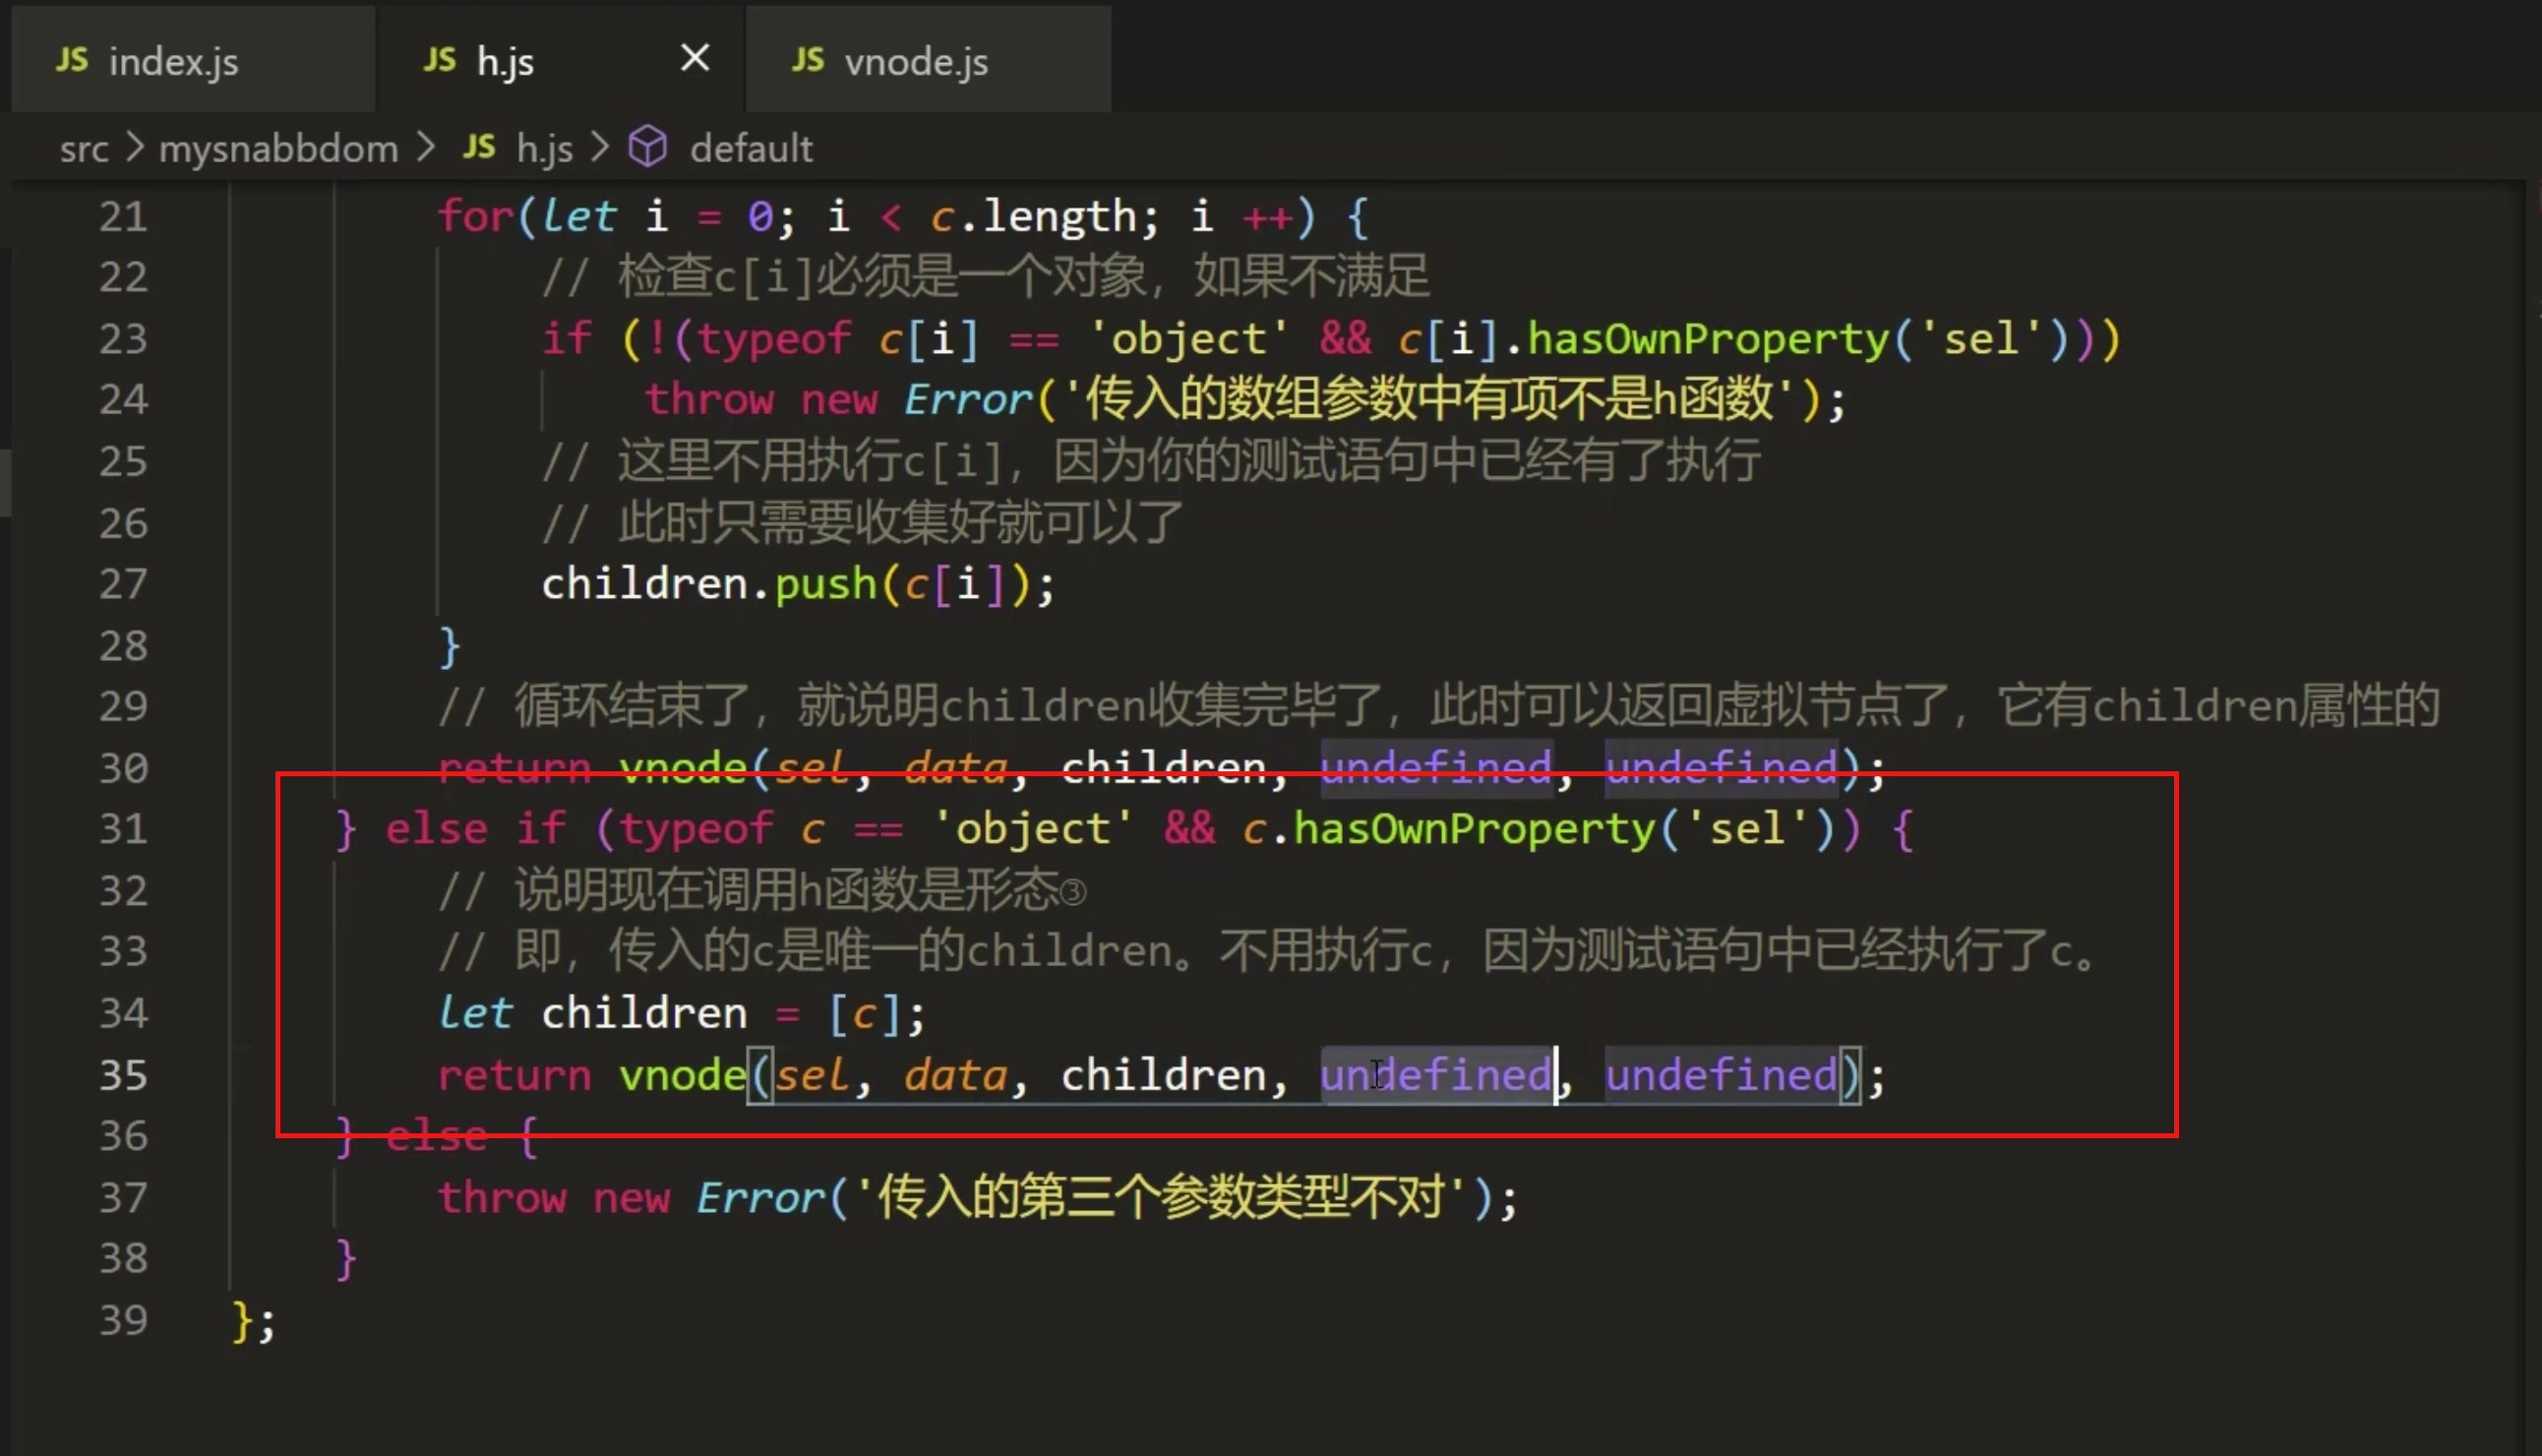 JS index.js
JS h.js
JS vnode.js
src > mysnabbdom > JS h.js > default
21 for(let i = 0; i < c.length; i ++) {
22 // 检查c[i]必须是一个对象，如果不满足
23 if (!(typeof c[i] == 'object' && c[i].hasOwnProperty('sel')))
24 throw new Error('传入的数组参数中有项不是h函数');
25 // 这里不用执行c[i]，因为你的测试语句中已经有了执行
26 // 此时只需要收集好就可以了
27 children.push(c[i]);
28 }
29 // 循环结束了，就说明children收集完毕了，此时可以返回虚拟节点了，它有children属性的
30 return vnode(sel, data, children, undefined, undefined);
31 } else if (typeof c == 'object' && c.hasOwnProperty('sel')) {
32 // 说明现在调用h函数是形态③
33 // 即，传入的c是唯一的children。不用执行c，因为测试语句中已经执行了c。
34 let children = [c];
35 return vnode(sel, data, children, undefined, undefined);
36 } else {
37 throw new Error('传入的第三个参数类型不对');
38 }
39 };